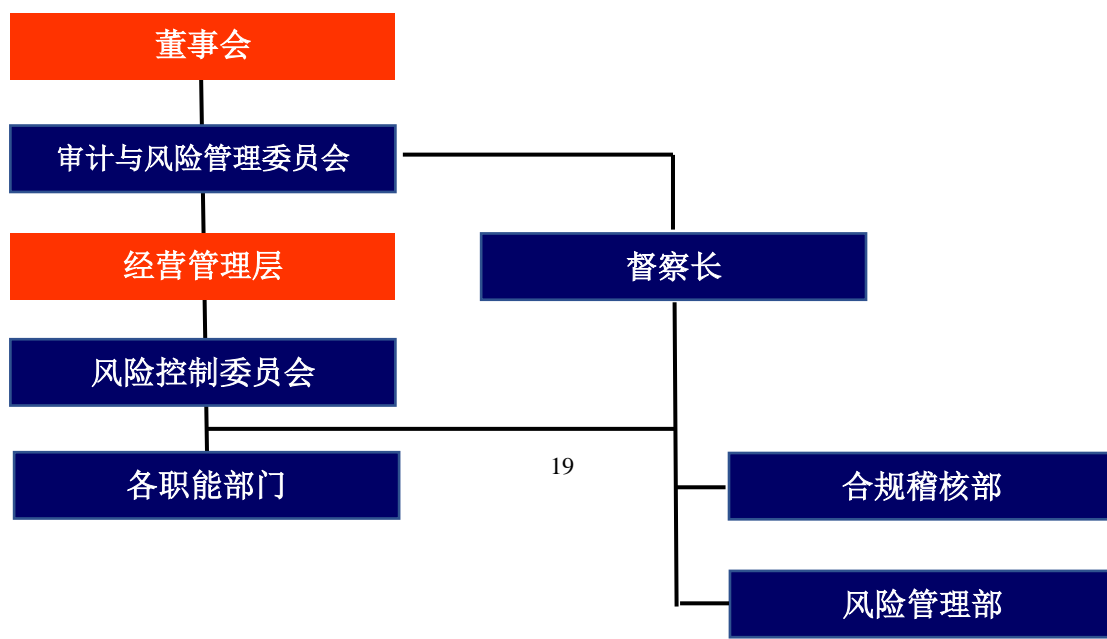 董事会
审计与风险管理委员会
经营管理层
督察长
风险控制委员会
各职能部门
19
合规稽核部
风险管理部